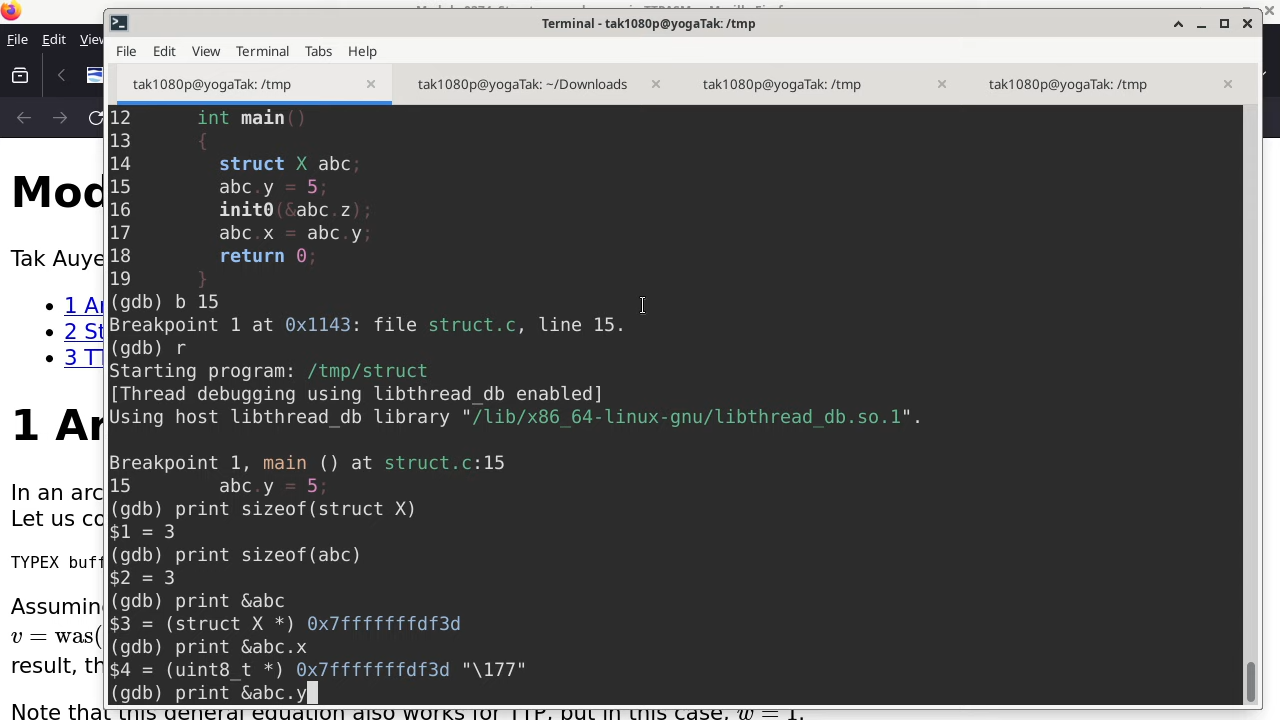 Terminal - tak1080p@yogaTak: /tmp
File Edit View
File Edit View Terminal Tabs Help
tak1080p@yogaTak: /tmp
tak1080p@yogaTak: ~/Downloads
tak1080p@yogaTak: /tmp
tak1080p@yogaTak: /tmp
12 int main()
13 {
14 struct X abc;
15 abc.y = 5;
16 init0(&abc.z);
17 abc.x = abc.y;
18 return 0;
19 }
(gdb) b 15
Breakpoint 1 at 0x1143: file struct.c, line 15.
(gdb) r
Starting program: /tmp/struct
[Thread debugging using libthread_db enabled]
Using host libthread_db library "/lib/x86_64-linux-gnu/libthread_db.so.1".
Breakpoint 1, main () at struct.c:15
15 abc.y = 5;
(gdb) print sizeof(struct X)
$1 = 3
(gdb) print sizeof(abc)
$2 = 3
(gdb) print &abc
$3 = (struct X *) 0x7fffffffdf3d
(gdb) print &abc.x
$4 = (uint8_t *) 0x7fffffffdf3d "\177"
(gdb) print &abc.y
Mod
Tak Auye
1 Ar
2 St
3 TT
1 Ar
In an arc
Let us co
TYPEX buff
Assuming
v = was(
result, th
Note that this general equation also works for TTP, but in this case, w = 1.